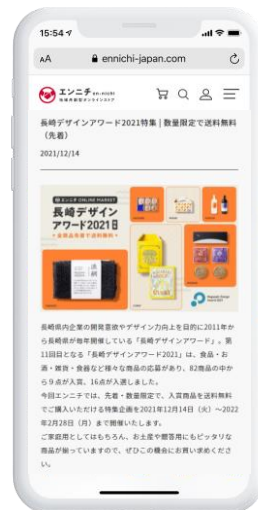 15:54
AA ennichi-japan.com
エンニチ en-nichi
地域共創型オンラインストア
長崎デザインアワード2021特集 | 数量限定で送料無料
(先着)
2021/12/14
エンニチ ONLINE MARKET
長崎デザイン
アワード2021
長崎県内企業の開発意欲やデザイン力向上を目的に2011年か
ら長崎県が毎年開催している「長崎デザインアワード」。第
11回目となる「長崎デザインアワード2021」は、食品・お
酒・雑貨・食器など様々な商品の応募があり、82商品の中か
ら9点が入賞、16点が入選しました。
今回エンニチでは、先着・数量限定で、入賞商品を送料無料
でご購入いただける特集企画を2021年12月14日（火）〜2022
年2月28日（月）まで開催いたします。
ご家庭用としてはもちろん、お土産や贈答用にもピッタリな
商品が揃っていますので、ぜひこの機会にお買い求めくださ
い。